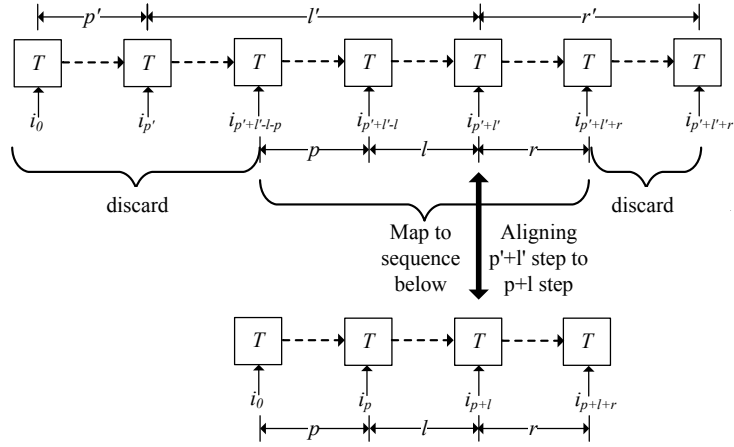 p' l' r'
T T T T T T T
i0 ip' ip'+l'-l-p ip'+l'-l ip'+l' ip'+l'+r ip'+l'+r
p l r
discard discard
Map to Aligning
sequence p'+l' step to
below p+l step
T T T T
i0 ip ip+l ip+l+r
p l r